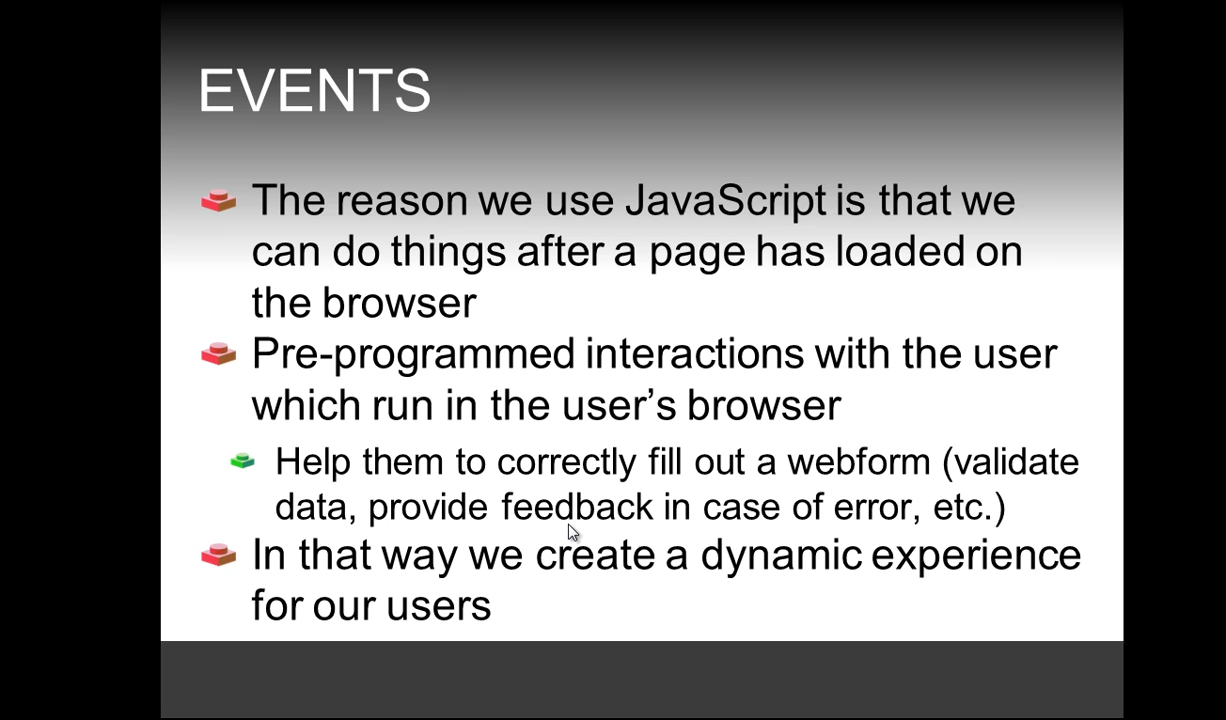 EVENTS
The reason we use JavaScript is that we
can do things after a page has loaded on
the browser
Pre-programmed interactions with the user
which run in the user’s browser
Help them to correctly fill out a webform (validate
data, provide feedback in case of error, etc.)
In that way we create a dynamic experience
for our users